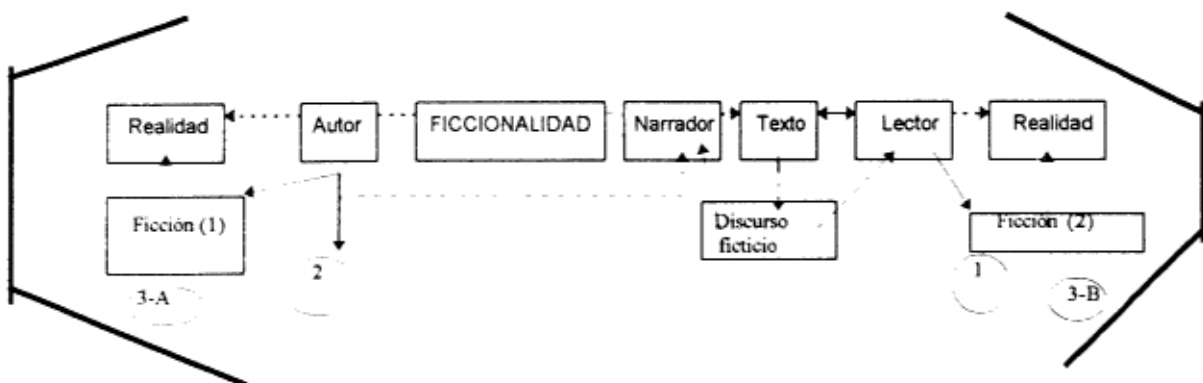 Realidad
Autor
FICCIONALIDAD
Narrador
Texto
Lector
Realidad
Ficción (1)
Discurso
ficticio
Ficción (2)
3-A
2
1
3-B